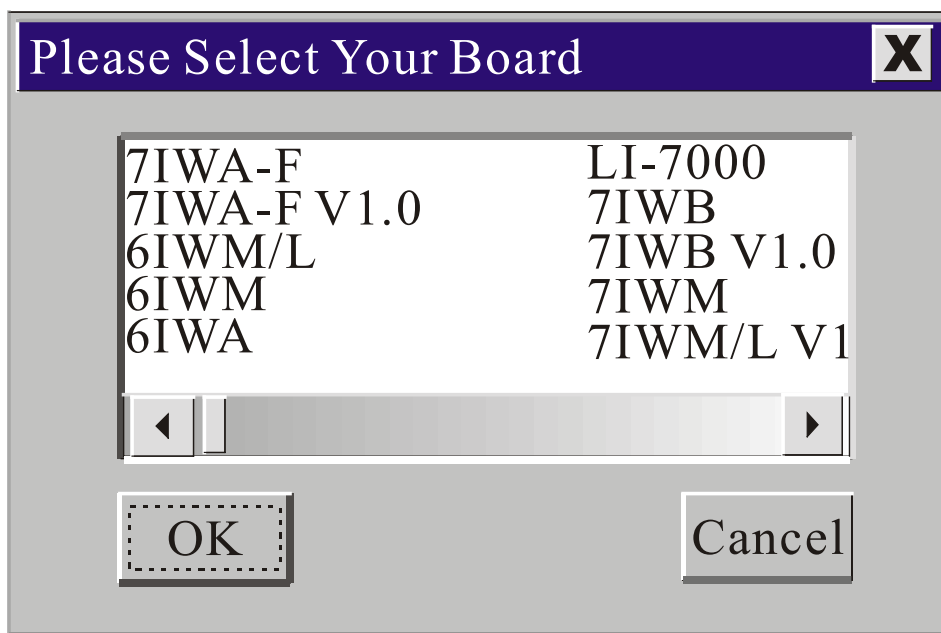 Please Select Your Board
X
7IWA-F
7IWA-F V1.0
6IWM/L
6IWM
6IWA
LI-7000
7IWB
7IWB V1.0
7IWM
7IWM/L V1
OK
Cancel